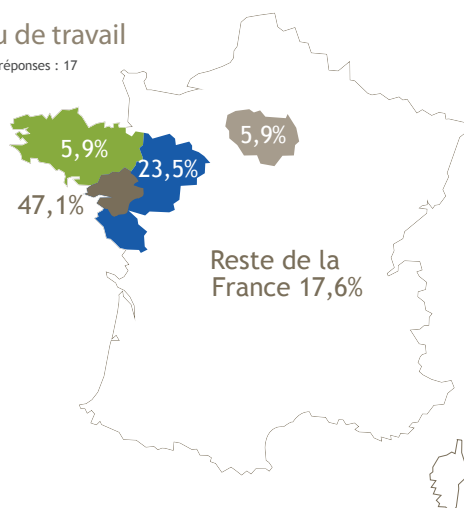 u de travail
réponses : 17
5,9%
5,9%
23,5%
47,1%
Reste de la
France 17,6%